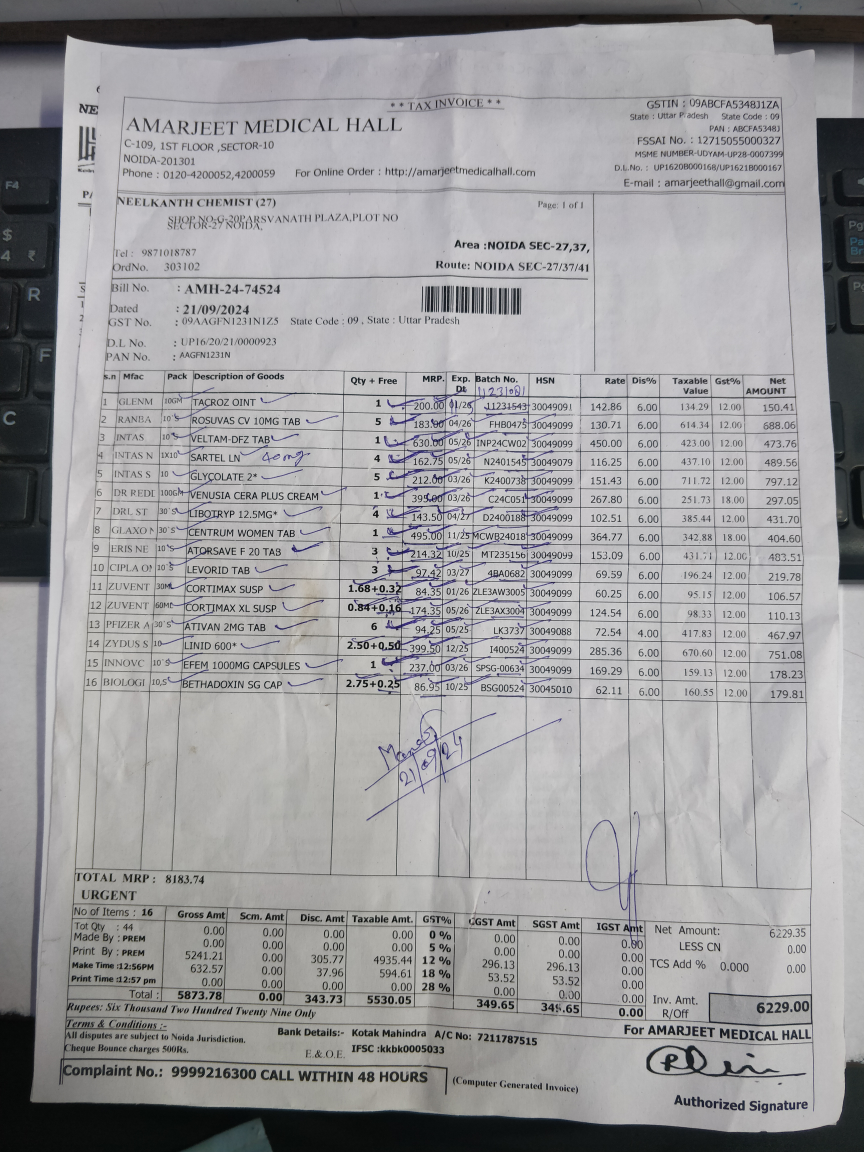 ** TAX INVOICE **
AMARJEET MEDICAL HALL
C-109, 1ST FLOOR ,SECTOR-10
NOIDA-201301
Phone : 0120-4200052,4200059 For Online Order : http://amarjeetmedicalhall.com
GSTIN : 09ABCFA5348J1ZA
State : Uttar Pradesh State Code : 09
PAN : ABCFA5348J
FSSAI No. : 12715055000327
MSME NUMBER-UDYAM-UP28-0007399
D.L.No. : UP1620B000168/UP1621B000167
E-mail : amarjeethall@gmail.com
NEELKANTH CHEMIST (27)
SHOP NO-G-20PARSVANATH PLAZA,PLOT NO
SECTOR-27 NOIDA,
Page: 1 of 1
Tel : 9871018787
Area :NOIDA SEC-27,37,
OrdNo. 303102
Route: NOIDA SEC-27/37/41
Bill No. : AMH-24-74524
Dated : 21/09/2024
GST No. : 09AAGFN1231N1Z5 State Code : 09 , State : Uttar Pradesh
D.L No. : UP16/20/21/0000923
PAN No. : AAGFN1231N
s.n Mfac Pack Description of Goods Qty + Free MRP. Exp. Dt Batch No. HSN Rate Dis% Taxable Value Gst% Net AMOUNT
1 GLENM 10GM TACROZ OINT 1 200.00 01/26 11231543 30049091 142.86 6.00 134.29 12.00 150.41
2 RANBA 10'S ROSUVAS CV 10MG TAB 5 183.00 04/26 FHB0475 30049099 130.71 6.00 614.34 12.00 688.06
3 INTAS 10'S VELTAM-DFZ TAB 1 630.00 05/26 INP24CW02 30049099 450.00 6.00 423.00 12.00 473.76
4 INTAS N 1X10 SARTEL LN 40mg 4 162.75 05/26 N2401545 30049079 116.25 6.00 437.10 12.00 489.56
5 INTAS S 10 GLYCOLATE 2* 5 212.00 03/26 K2400738 30049099 151.43 6.00 711.72 12.00 797.12
6 DR REDI 100GM VENUSIA CERA PLUS CREAM 1 395.00 03/26 C24C051 30049099 267.80 6.00 251.73 18.00 297.05
7 DRL ST 30'S LIBOTRYP 12.5MG* 4 143.50 04/27 D2400188 30049099 102.51 6.00 385.44 12.00 431.70
8 GLAXO 30'S CENTRUM WOMEN TAB 1 495.00 11/25 MCWB24018 30049099 364.77 6.00 342.88 18.00 404.60
9 ERIS NE 10'S ATORSAVE F 20 TAB 3 214.32 10/25 MT235156 30049099 153.09 6.00 431.71 12.00 483.51
10 CIPLA 10'S LEVORID TAB 3 97.42 03/27 4BA0682 30049099 69.59 6.00 196.24 12.00 219.78
11 ZUVENT 30ML CORTIMAX SUSP 1.68+0.32 84.35 01/26 ZLE3AW3005 30049099 60.25 6.00 95.15 12.00 106.57
12 ZUVENT 60ML CORTIMAX XL SUSP 0.84+0.16 174.35 05/26 ZLE3AX3004 30049099 124.54 6.00 98.33 12.00 110.13
13 PFIZER A 30'S ATIVAN 2MG TAB 6 94.25 05/25 LK3737 30049088 72.54 4.00 417.83 12.00 467.97
14 ZYDUS S 10 LINID 600* 2.50+0.50 399.50 12/25 I400524 30049099 285.36 6.00 670.60 12.00 751.08
15 INNOVC 10'S EFEM 1000MG CAPSULES 1 237.00 03/26 SPSG-00634 30049099 169.29 6.00 159.13 12.00 178.23
16 BIOLOGI 10,S BETHADOXIN SG CAP 2.75+0.25 86.95 10/25 BSG00524 30045010 62.11 6.00 160.55 12.00 179.81
21/09/24
TOTAL MRP : 8183.74
URGENT
No of Items : 16 Gross Amt Scm. Amt Disc. Amt Taxable Amt. GST% CGST Amt SGST Amt IGST Amt
Tot Qty : 44 0.00 0.00 0.00 0.00 0 % 0.00 0.00 0.00
Made By : PREM 0.00 0.00 0.00 0.00 5 % 0.00 0.00 0.00
Print By : PREM 5241.21 0.00 305.77 4935.44 12 % 296.13 296.13 0.00
Make Time :12:56PM 632.57 0.00 37.96 594.61 18 % 53.52 53.52 0.00
Print Time :12:57 pm 0.00 0.00 0.00 0.00 28 % 0.00 0.00 0.00
Total : 5873.78 0.00 343.73 5530.05 349.65 349.65 0.00
Net Amount: 6229.35
LESS CN 0.00
TCS Add % 0.000 0.00
Inv. Amt.
R/Off 6229.00
Rupees: Six Thousand Two Hundred Twenty Nine Only
Terms & Conditions :-
All disputes are subject to Noida Jurisdiction.
Cheque Bounce charges 500Rs.
Bank Details:- Kotak Mahindra A/C No: 7211787515
IFSC :kkbk0005033
E.& O.E.
For AMARJEET MEDICAL HALL
Complaint No.: 9999216300 CALL WITHIN 48 HOURS
(Computer Generated Invoice)
Authorized Signature